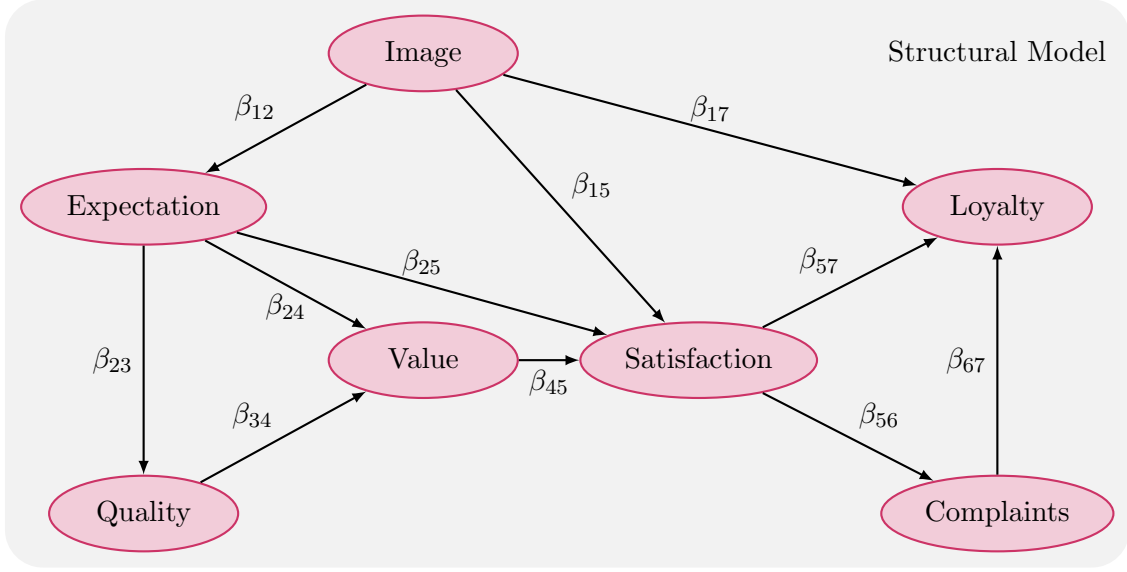 Image
Structural Model
β12
β17
β15
Expectation
Loyalty
β25
β57
β24
β23
Value
Satisfaction
β67
β45
β34
β56
Quality
Complaints